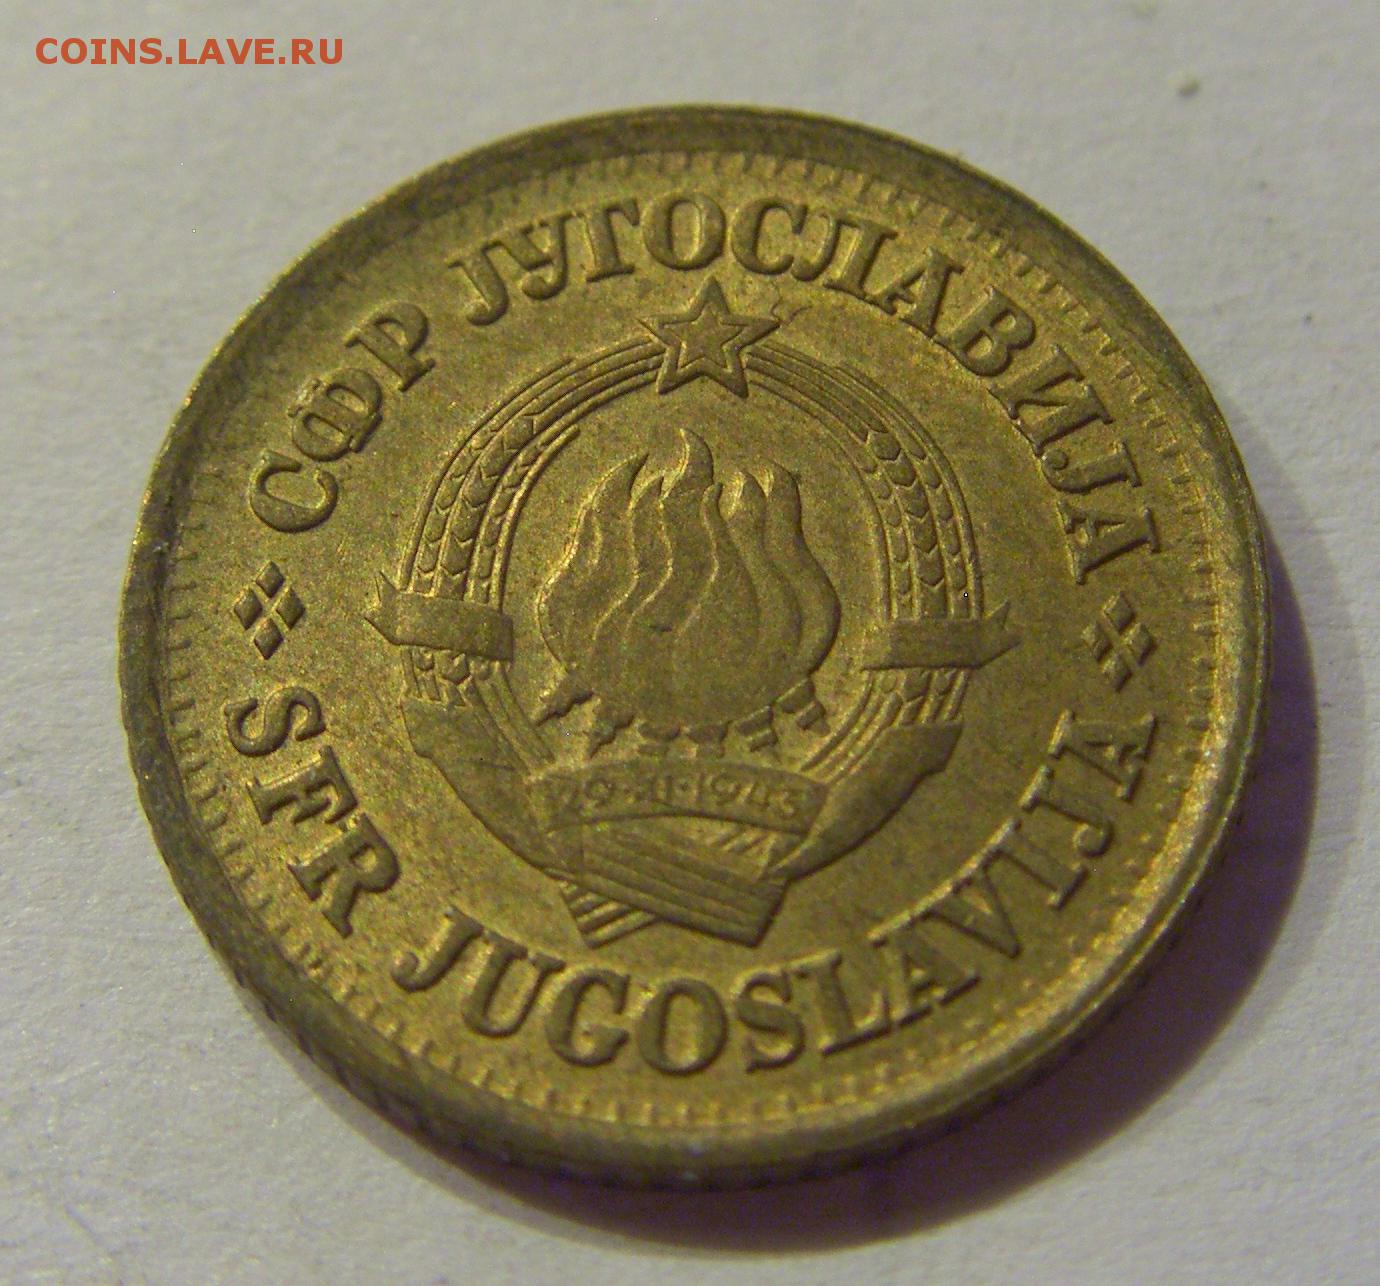 COINS.LAVE.RU
СФР ЈУГОСЛАВИЈА
29·XI·1943
SFR JUGOSLAVIJA